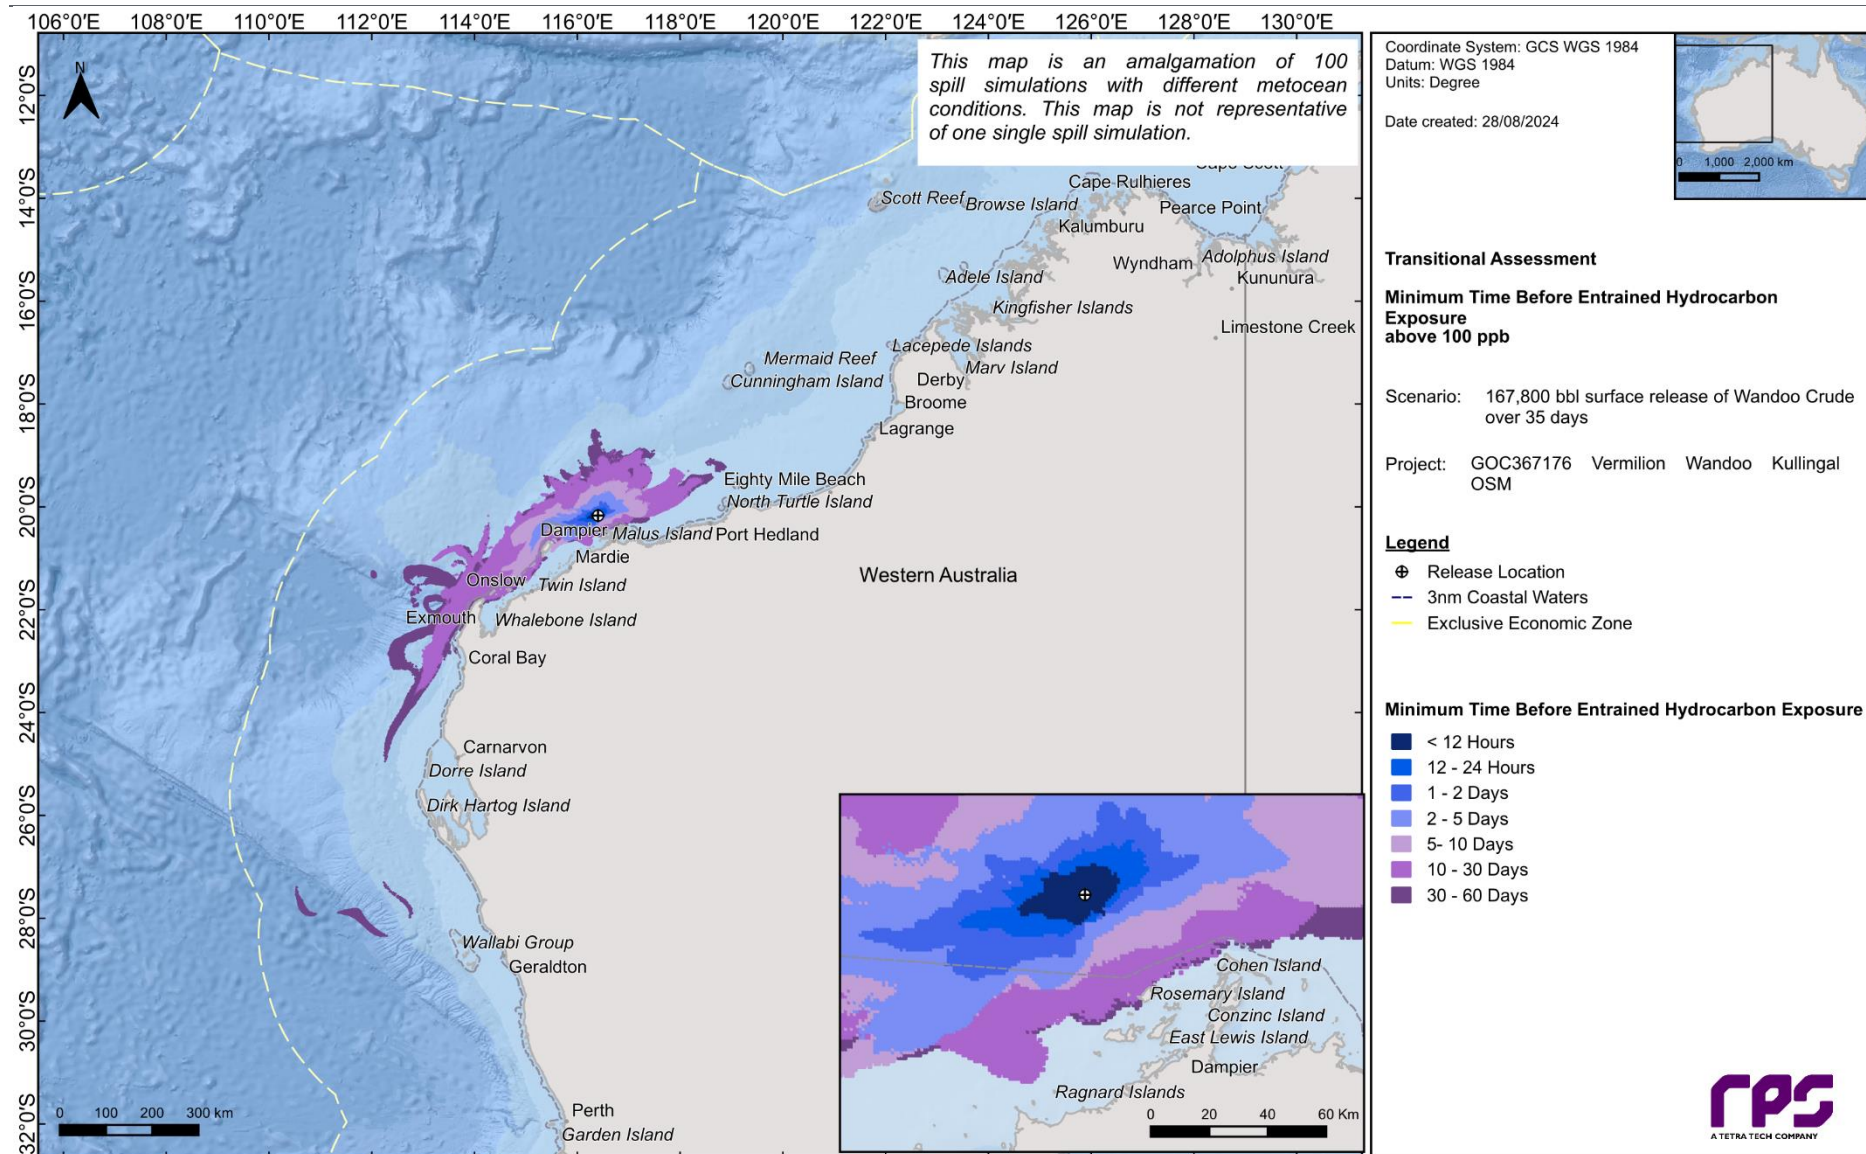 106°0'E 108°0'E 110°0'E 112°0'E 114°0'E 116°0'E 118°0'E 120°0'E 122°0'E 124°0'E 126°0'E 128°0'E 130°0'E
12°0'S
14°0'S
16°0'S
18°0'S
20°0'S
22°0'S
24°0'S
26°0'S
28°0'S
30°0'S
32°0'S
N
This map is an amalgamation of 100
spill simulations with different metocean
conditions. This map is not representative
of one single spill simulation.
Cape Scott
Cape Rulhieres
Scott Reef
Browse Island
Pearce Point
Kalumburu
Adolphus Island
Wyndham
Kununura
Adele Island
Kingfisher Islands
Limestone Creek
Lacepede Islands
Mermaid Reef
Marv Island
Cunningham Island
Derby
Broome
Lagrange
Eighty Mile Beach
North Turtle Island
Dampier
Malus Island
Port Hedland
Mardie
Western Australia
Onslow
Twin Island
Exmouth
Whalebone Island
Coral Bay
Carnarvon
Dorre Island
Dirk Hartog Island
Wallabi Group
Geraldton
Perth
Garden Island
0 100 200 300 km
Cohen Island
Rosemary Island
Conzinc Island
East Lewis Island
Dampier
Ragnard Islands
0 20 40 60 Km
Coordinate System: GCS WGS 1984
Datum: WGS 1984
Units: Degree
Date created: 28/08/2024
0 1,000 2,000 km
Transitional Assessment
Minimum Time Before Entrained Hydrocarbon
Exposure
above 100 ppb
Scenario: 167,800 bbl surface release of Wandoo Crude
over 35 days
Project: GOC367176 Vermilion Wandoo Kullingal
OSM
Legend
Release Location
3nm Coastal Waters
Exclusive Economic Zone
Minimum Time Before Entrained Hydrocarbon Exposure
< 12 Hours
12 - 24 Hours
1 - 2 Days
2 - 5 Days
5- 10 Days
10 - 30 Days
30 - 60 Days
rps
A TETRA TECH COMPANY